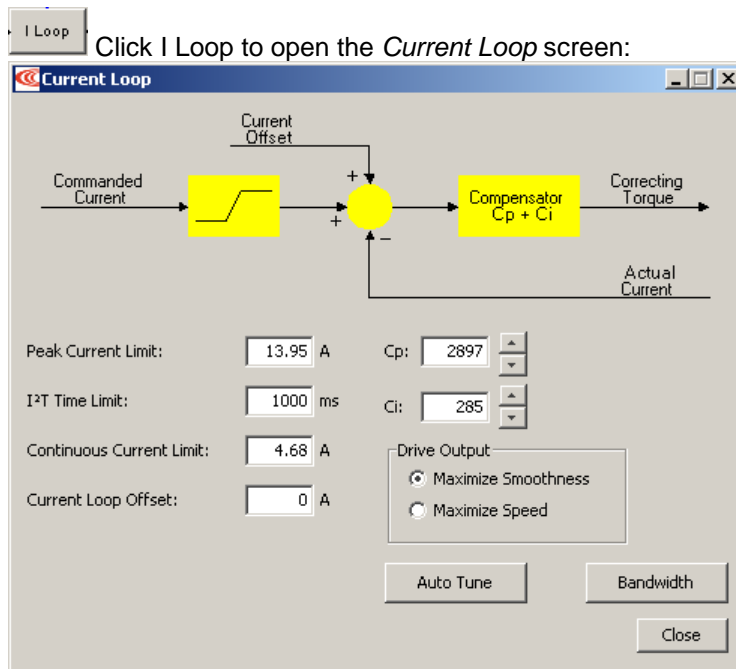 I Loop
Click I Loop to open the Current Loop screen:
Current Loop
Current
Offset
Commanded
Current
+
+
−
Compensator
Cp + Ci
Correcting
Torque
Actual
Current
Peak Current Limit: 13.95 A Cp: 2897
I²T Time Limit: 1000 ms Ci: 285
Continuous Current Limit: 4.68 A Drive Output
Maximize Smoothness
Current Loop Offset: 0 A
Maximize Speed
Auto Tune Bandwidth
Close